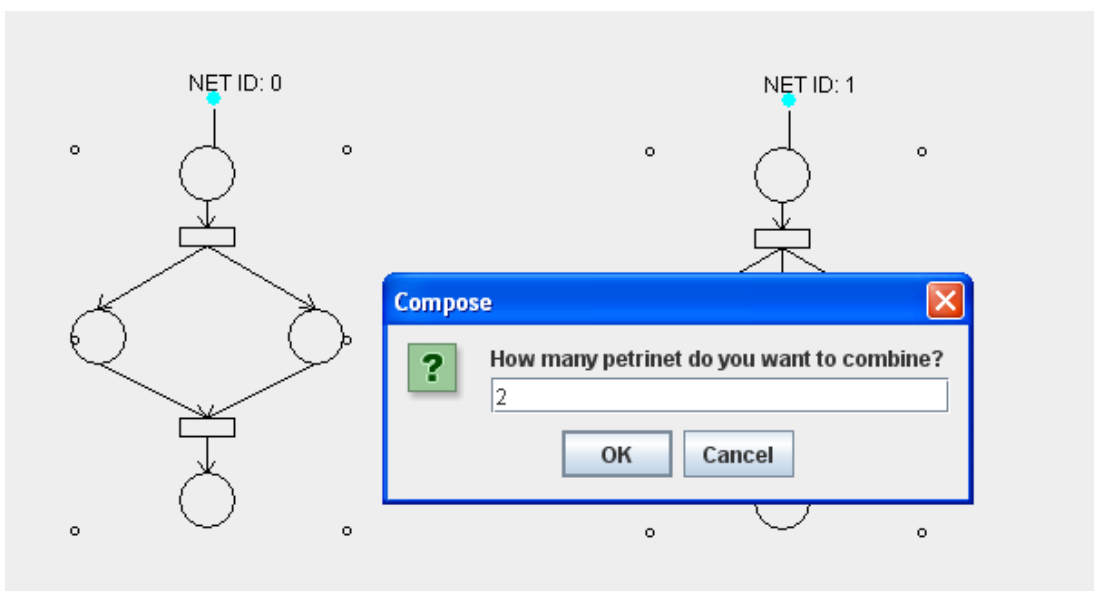 NET ID: 0
NET ID: 1
Compose
How many petrinet do you want to combine?
2
OK
Cancel